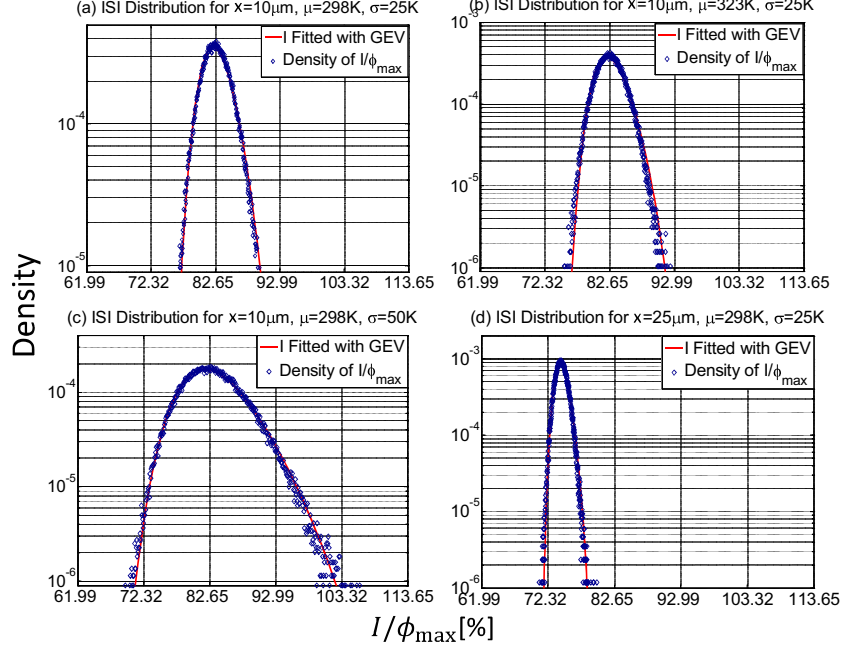 (a) ISI Distribution for x=10μm, μ=298K, σ=25K
I Fitted with GEV
Density of I/ϕmax
10^-4
10^-5
61.99 72.32 82.65 92.99 103.32 113.65
(b) ISI Distribution for x=10μm, μ=323K, σ=25K
I Fitted with GEV
Density of I/ϕmax
10^-3
10^-4
10^-5
10^-6
61.99 72.32 82.65 92.99 103.32 113.65
Density
(c) ISI Distribution for x=10μm, μ=298K, σ=50K
I Fitted with GEV
Density of I/ϕmax
10^-4
10^-5
10^-6
61.99 72.32 82.65 92.99 103.32 113.65
(d) ISI Distribution for x=25μm, μ=298K, σ=25K
I Fitted with GEV
Density of I/ϕmax
10^-3
10^-4
10^-5
10^-6
61.99 72.32 82.65 92.99 103.32 113.65
I/ϕmax[%]